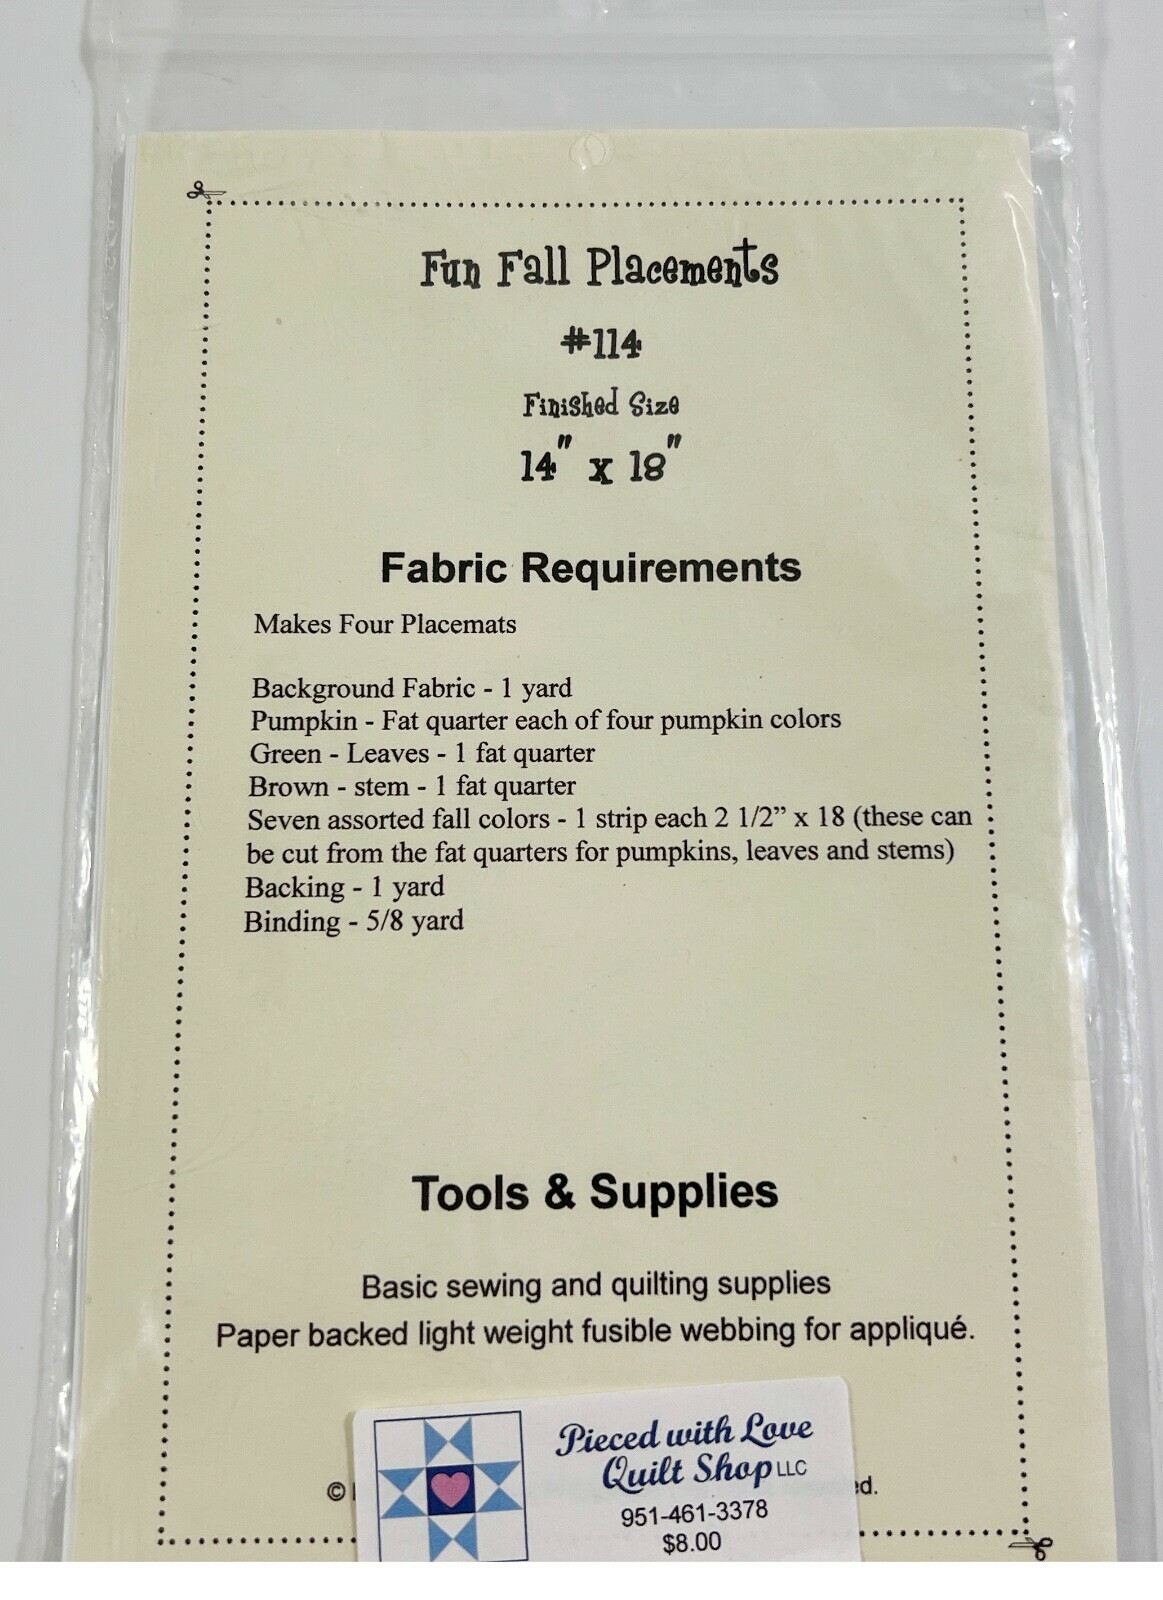 Fun Fall Placements
#114
Finished Size
14" x 18"
Fabric Requirements
Makes Four Placemats
Background Fabric - 1 yard
Pumpkin - Fat quarter each of four pumpkin colors
Green - Leaves - 1 fat quarter
Brown - stem - 1 fat quarter
Seven assorted fall colors - 1 strip each 2 1/2” x 18 (these can
be cut from the fat quarters for pumpkins, leaves and stems)
Backing - 1 yard
Binding - 5/8 yard
Tools & Supplies
Basic sewing and quilting supplies
Paper backed light weight fusible webbing for appliqué.
©
Pieced with Love
Quilt Shop LLC
951-461-3378
$8.00